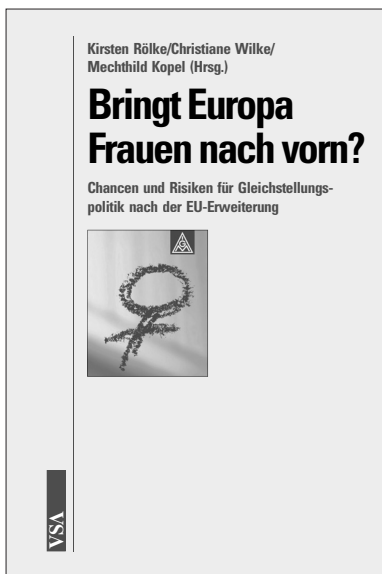 Kirsten Rölke/Christiane Wilke/
Mechthild Kopel (Hrsg.)
Bringt Europa
Frauen nach vorn?
Chancen und Risiken für Gleichstellungs-
politik nach der EU-Erweiterung
VSA